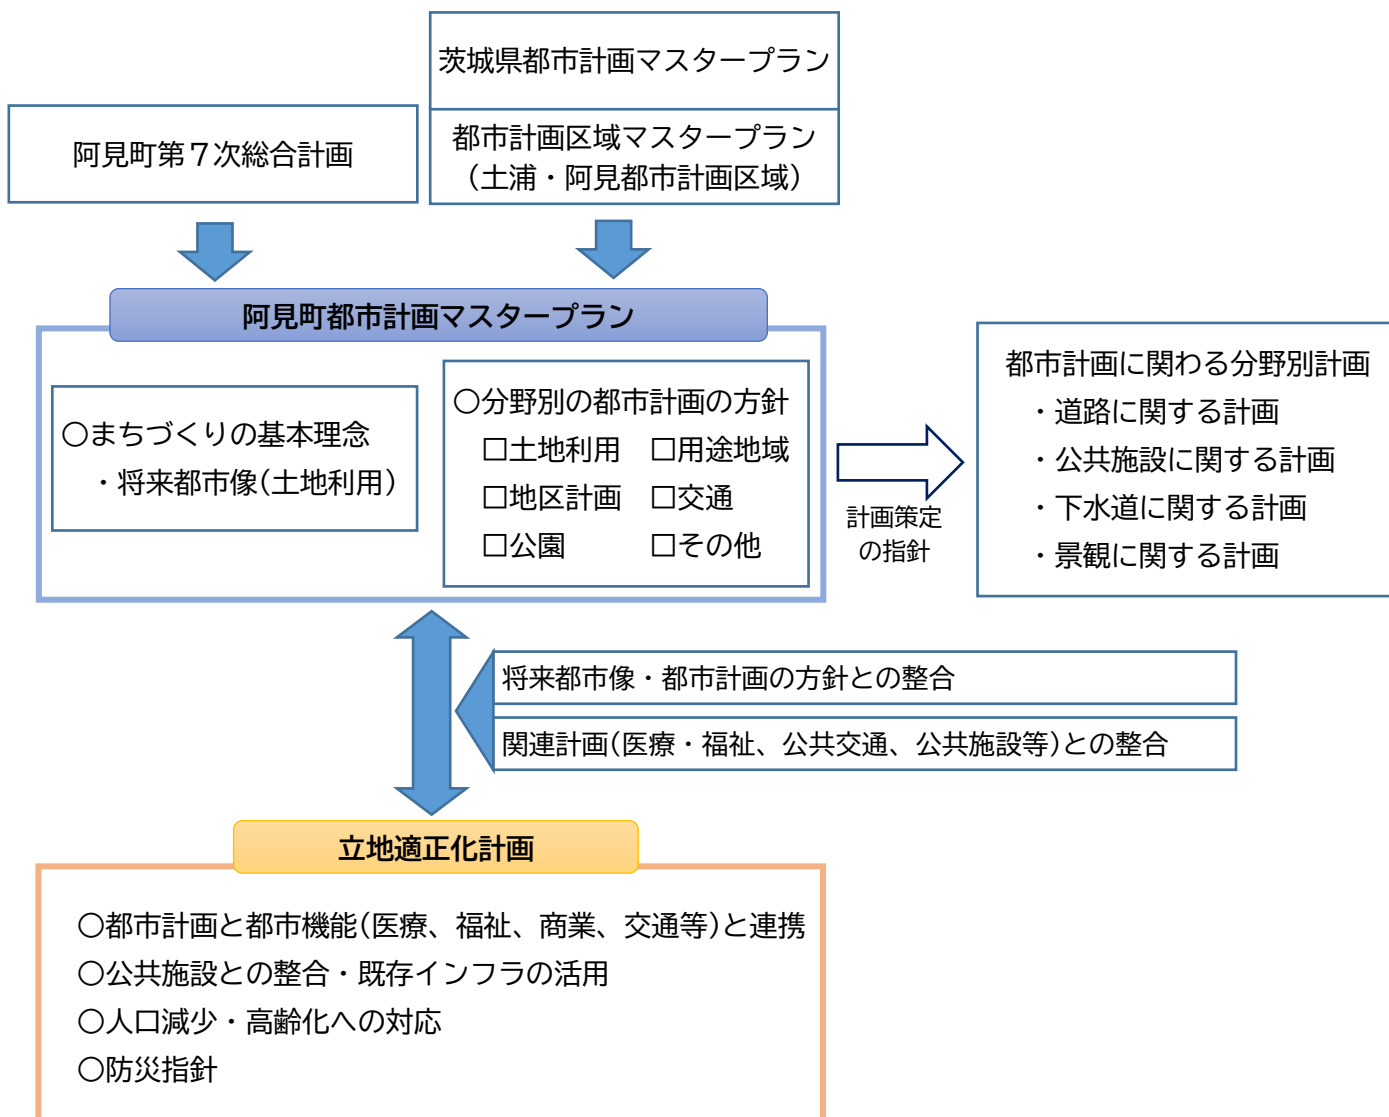 茨城県都市計画マスタープラン
都市計画区域マスタープラン
（土浦・阿見都市計画区域）
阿見町第７次総合計画
阿見町都市計画マスタープラン
○まちづくりの基本理念
・将来都市像(土地利用)
○分野別の都市計画の方針
□土地利用 □用途地域
□地区計画 □交通
□公園 □その他
計画策定
の指針
都市計画に関わる分野別計画
・道路に関する計画
・公共施設に関する計画
・下水道に関する計画
・景観に関する計画
将来都市像・都市計画の方針との整合
関連計画(医療・福祉、公共交通、公共施設等)との整合
立地適正化計画
○都市計画と都市機能(医療、福祉、商業、交通等)と連携
○公共施設との整合・既存インフラの活用
○人口減少・高齢化への対応
○防災指針